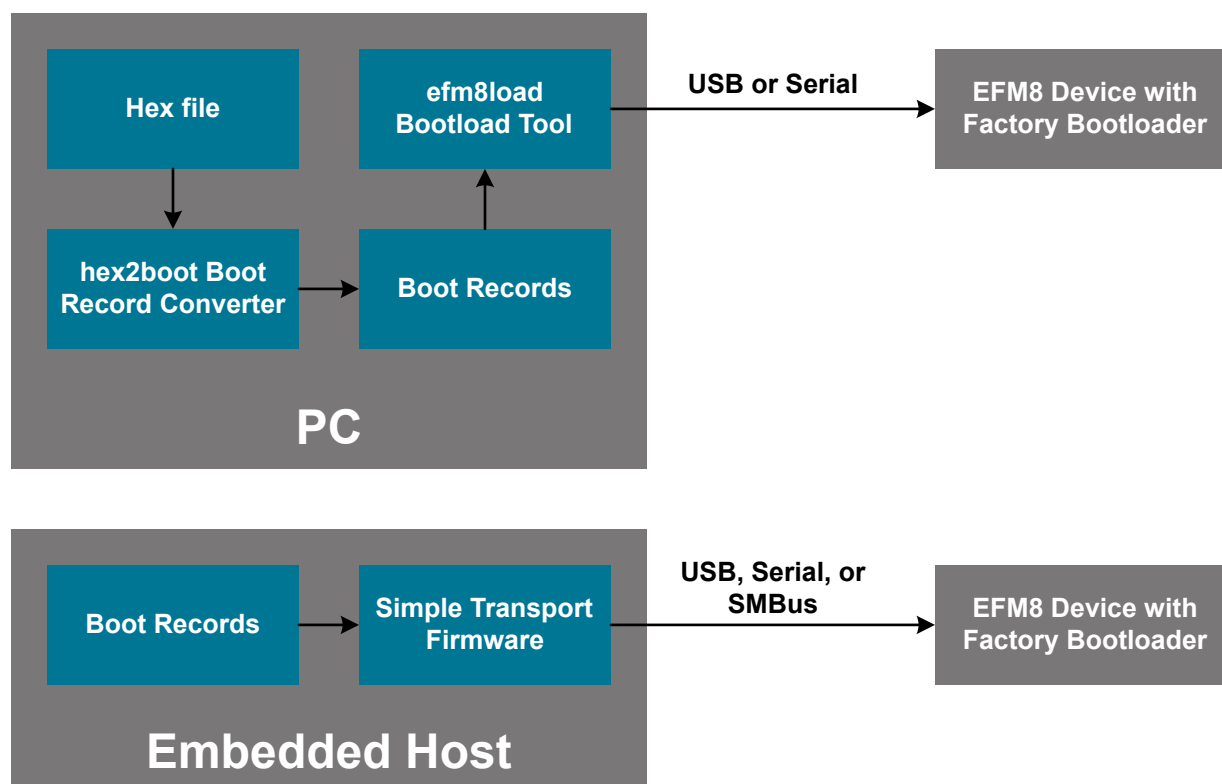 Hex file
efm8load
Bootload Tool
USB or Serial
EFM8 Device with
Factory Bootloader
hex2boot Boot
Record Converter
Boot Records
PC
Boot Records
Simple Transport
Firmware
USB, Serial, or
SMBus
EFM8 Device with
Factory Bootloader
Embedded Host